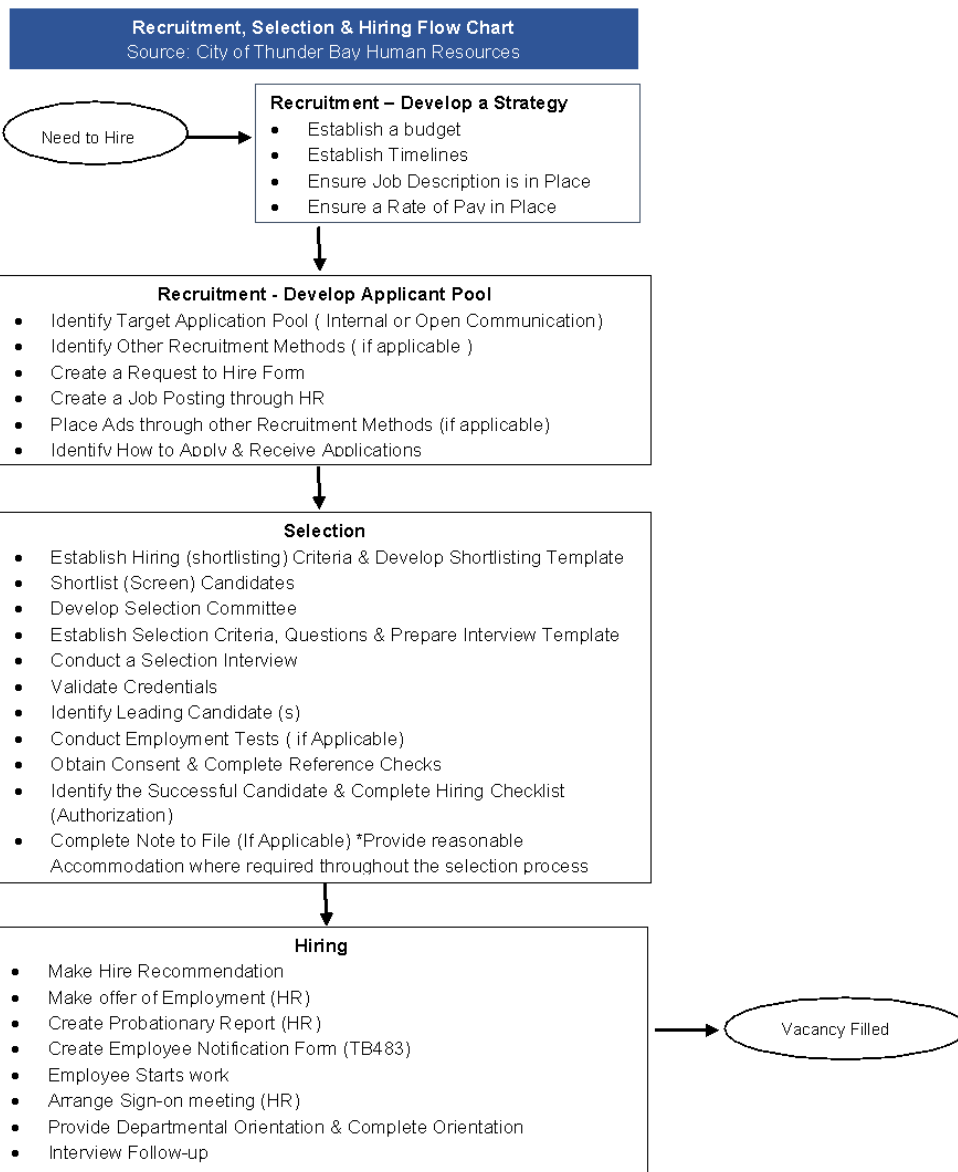 Recruitment, Selection & Hiring Flow Chart
Source: City of Thunder Bay Human Resources
Need to Hire
Recruitment – Develop a Strategy
• Establish a budget
• Establish Timelines
• Ensure Job Description is in Place
• Ensure a Rate of Pay in Place
Recruitment - Develop Applicant Pool
• Identify Target Application Pool ( Internal or Open Communication)
• Identify Other Recruitment Methods ( if applicable )
• Create a Request to Hire Form
• Create a Job Posting through HR
• Place Ads through other Recruitment Methods (if applicable)
• Identify How to Apply & Receive Applications
Selection
• Establish Hiring (shortlisting) Criteria & Develop Shortlisting Template
• Shortlist (Screen) Candidates
• Develop Selection Committee
• Establish Selection Criteria, Questions & Prepare Interview Template
• Conduct a Selection Interview
• Validate Credentials
• Identify Leading Candidate (s)
• Conduct Employment Tests ( if Applicable)
• Obtain Consent & Complete Reference Checks
• Identify the Successful Candidate & Complete Hiring Checklist
(Authorization)
• Complete Note to File (If Applicable) *Provide reasonable
Accommodation where required throughout the selection process
Hiring
• Make Hire Recommendation
• Make offer of Employment (HR)
• Create Probationary Report (HR)
• Create Employee Notification Form (TB483)
• Employee Starts work
• Arrange Sign-on meeting (HR)
• Provide Departmental Orientation & Complete Orientation
• Interview Follow-up
Vacancy Filled